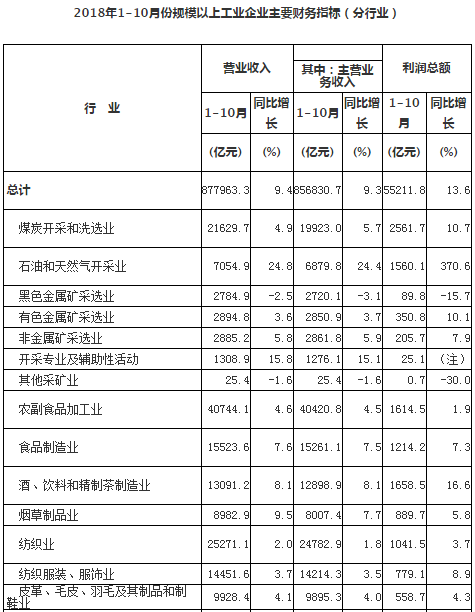 2018年1-10月份规模以上工业企业主要财务指标（分行业）
行 业 营业收入 其中：主营业务收入 利润总额
1-10月 同比增长 1-10月 同比增长 1-10月 同比增长
(亿元) (%) (亿元) (%) (亿元) (%)
总计 877963.3 9.4 856830.7 9.3 55211.8 13.6
煤炭开采和洗选业 21629.7 4.9 19923.0 5.7 2561.7 10.7
石油和天然气开采业 7054.9 24.8 6879.8 24.4 1560.1 370.6
黑色金属矿采选业 2784.9 -2.5 2720.1 -3.1 89.8 -15.7
有色金属矿采选业 2894.8 3.6 2850.9 3.7 350.8 10.1
非金属矿采选业 2885.2 5.8 2861.8 5.9 205.7 7.9
开采专业及辅助性活动 1308.9 15.8 1276.1 15.1 25.1 (注)
其他采矿业 25.4 -1.6 25.4 -1.6 0.7 -30.0
农副食品加工业 40744.1 4.6 40420.8 4.5 1614.5 1.9
食品制造业 15523.6 7.6 15261.1 7.5 1214.2 7.3
酒、饮料和精制茶制造业 13091.2 8.1 12898.9 8.1 1658.5 16.6
烟草制品业 8982.9 9.5 8007.4 7.7 889.7 5.8
纺织业 25271.1 2.0 24782.9 1.8 1041.5 3.7
纺织服装、服饰业 14451.6 3.7 14214.3 3.5 779.1 8.9
皮革、毛皮、羽毛及其制品和制鞋业 9928.4 4.1 9895.3 4.0 558.7 4.3